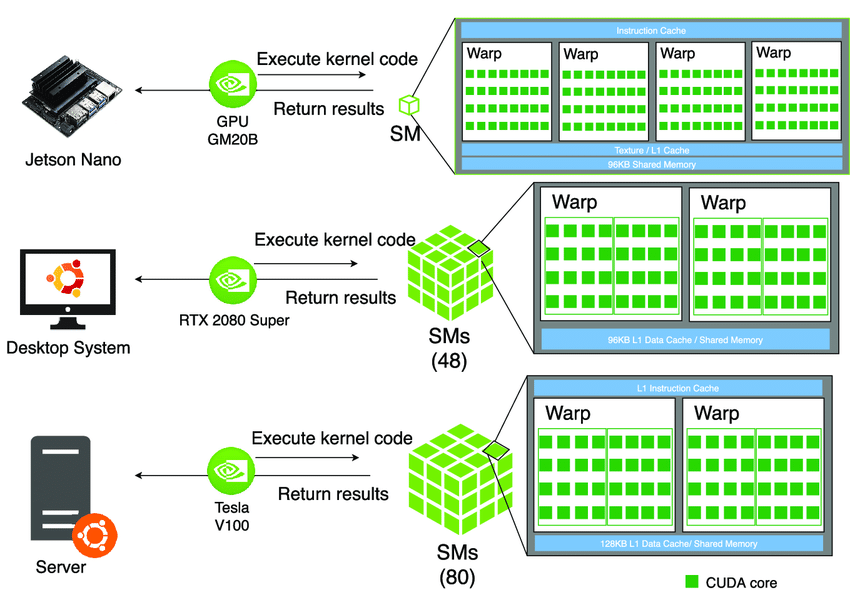 Execute kernel code
Return results
GPU
GM20B
Jetson Nano
SM
Instruction Cache
Warp
Warp
Warp
Warp
Texture / L1 Cache
96KB Shared Memory
Execute kernel code
Return results
RTX 2080 Super
Desktop System
SMs
(48)
Warp
Warp
96KB L1 Data Cache / Shared Memory
Execute kernel code
Return results
Tesla
V100
Server
SMs
(80)
L1 Instruction Cache
Warp
Warp
128KB L1 Data Cache/ Shared Memory
CUDA core